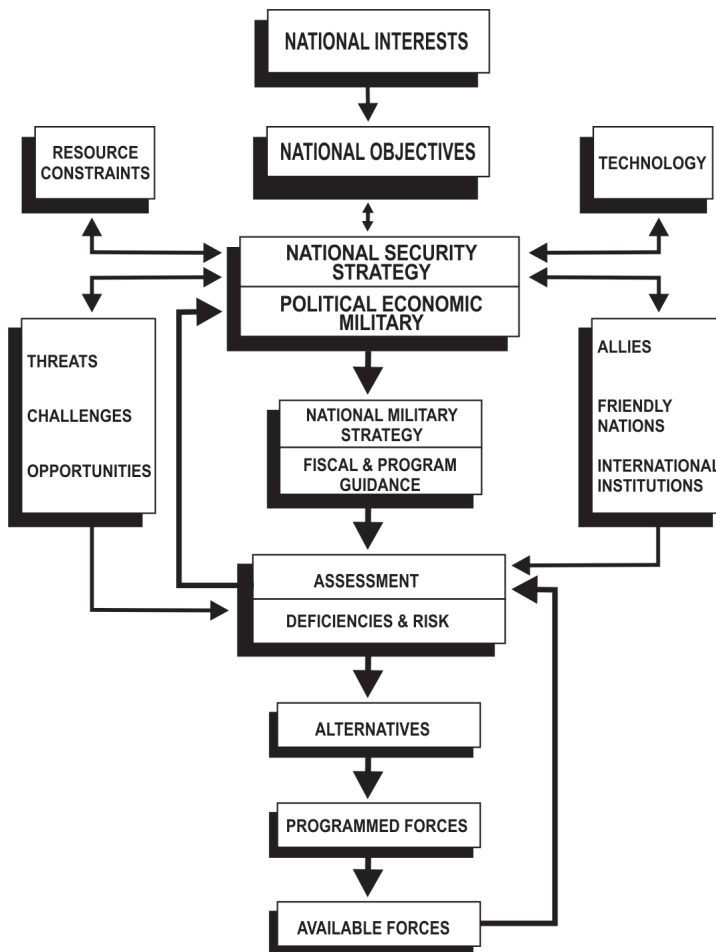 NATIONAL INTERESTS
NATIONAL OBJECTIVES
RESOURCE
CONSTRAINTS
TECHNOLOGY
NATIONAL SECURITY
STRATEGY
POLITICAL ECONOMIC
MILITARY
THREATS
CHALLENGES
OPPORTUNITIES
ALLIES
FRIENDLY
NATIONS
INTERNATIONAL
INSTITUTIONS
NATIONAL MILITARY
STRATEGY
FISCAL & PROGRAM
GUIDANCE
ASSESSMENT
DEFICIENCIES & RISK
ALTERNATIVES
PROGRAMMED FORCES
AVAILABLE FORCES